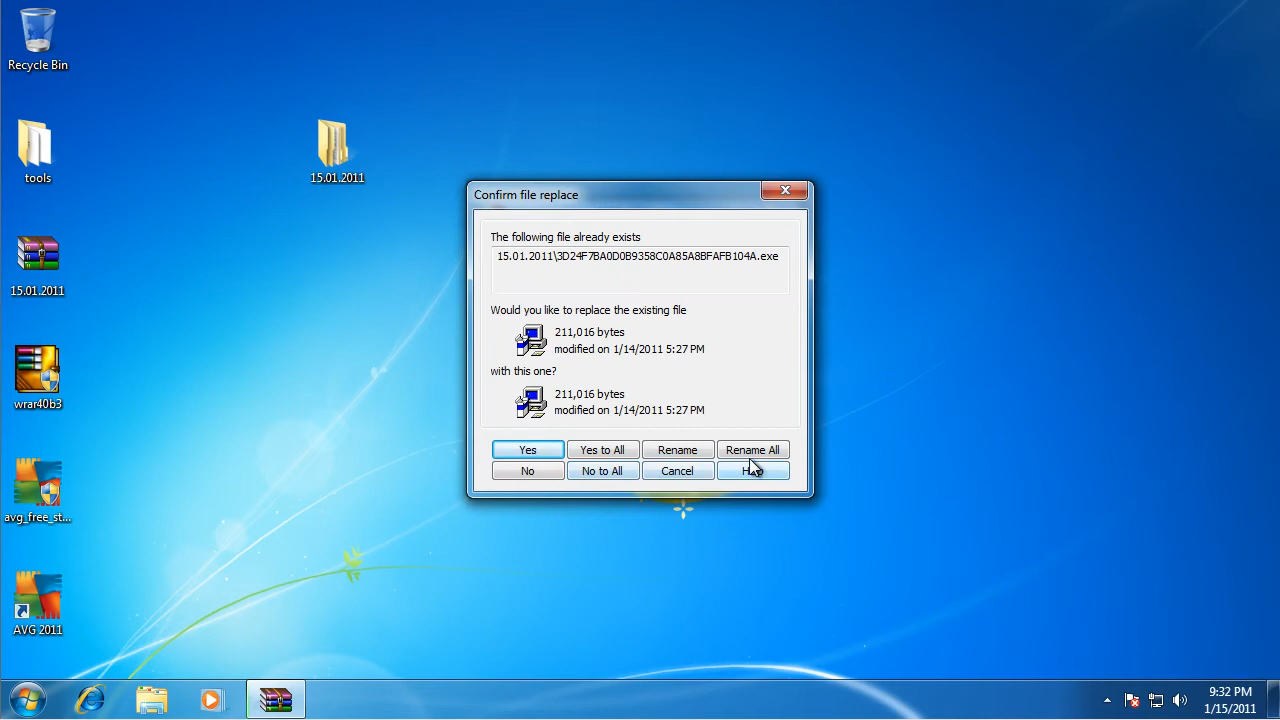 Recycle Bin
tools
15.01.2011
15.01.2011
wrar40b3
avg_free_st...
AVG 2011
Confirm file replace
The following file already exists
15.01.2011\3D24F7BA0D0B9358C0A85A8BFAFB104A.exe
Would you like to replace the existing file
211,016 bytes
modified on 1/14/2011 5:27 PM
with this one?
211,016 bytes
modified on 1/14/2011 5:27 PM
Yes Yes to All Rename Rename All
No No to All Cancel
9:32 PM
1/15/2011